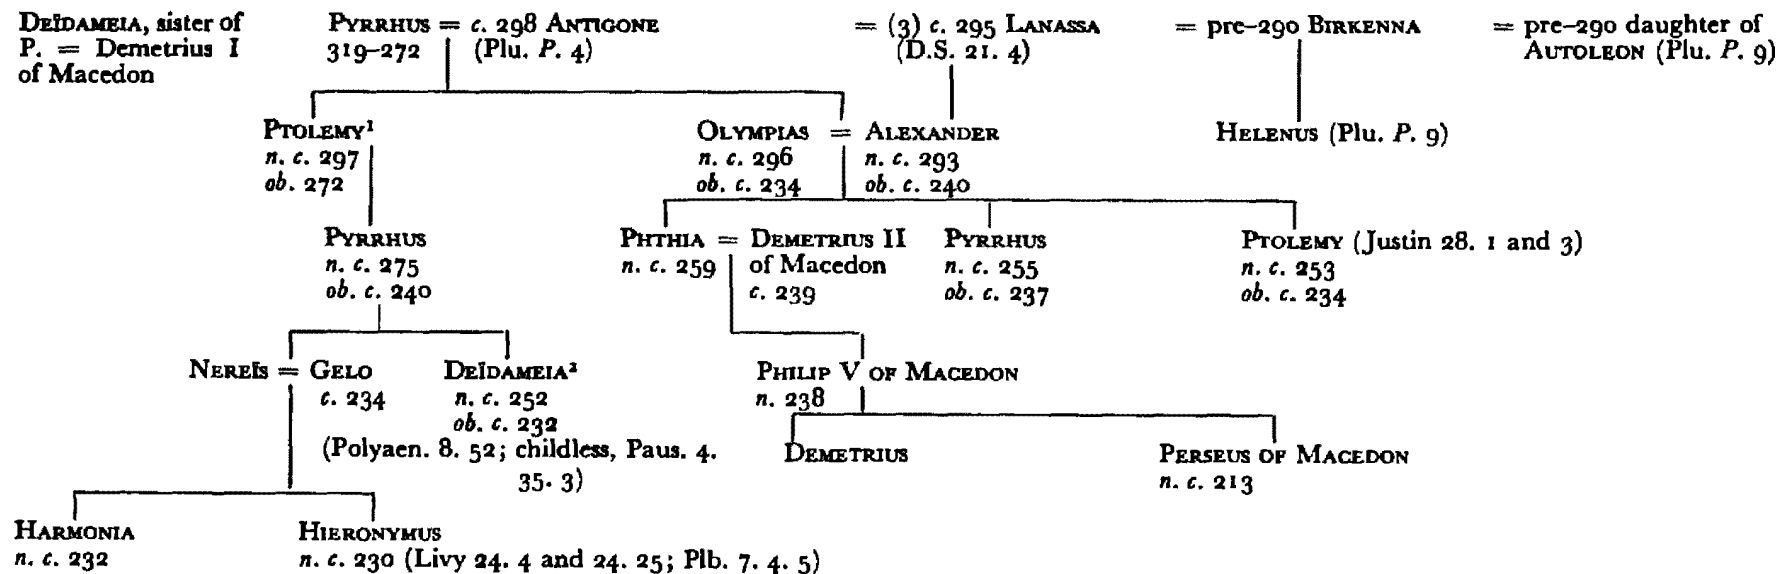 DEÏDAMEIA, sister of P. = Demetrius I of Macedon
PYRRHUS = c. 298 ANTIGONE
319–272 (Plu. P. 4)
= (3) c. 295 LANASSA
(D.S. 21. 4)
= pre-290 BIRKENNA
= pre-290 daughter of
AUTOLEON (Plu. P. 9)
PTOLEMY¹
n. c. 297
ob. 272
OLYMPIAS = ALEXANDER
n. c. 296 n. c. 293
ob. c. 234 ob. c. 240
HELENUS (Plu. P. 9)
PYRRHUS
n. c. 275
ob. c. 240
PHTHIA = DEMETRIUS II
n. c. 259 of Macedon
c. 239
PYRRHUS
n. c. 255
ob. c. 237
PTOLEMY (Justin 28. 1 and 3)
n. c. 253
ob. c. 234
NEREÏS = GELO
c. 234
DEÏDAMEIA²
n. c. 252
ob. c. 232
(Polyaen. 8. 52; childless, Paus. 4.
35. 3)
PHILIP V OF MACEDON
n. 238
DEMETRIUS
PERSEUS OF MACEDON
n. c. 213
HARMONIA
n. c. 232
HIERONYMUS
n. c. 230 (Livy 24. 4 and 24. 25; Plb. 7. 4. 5)